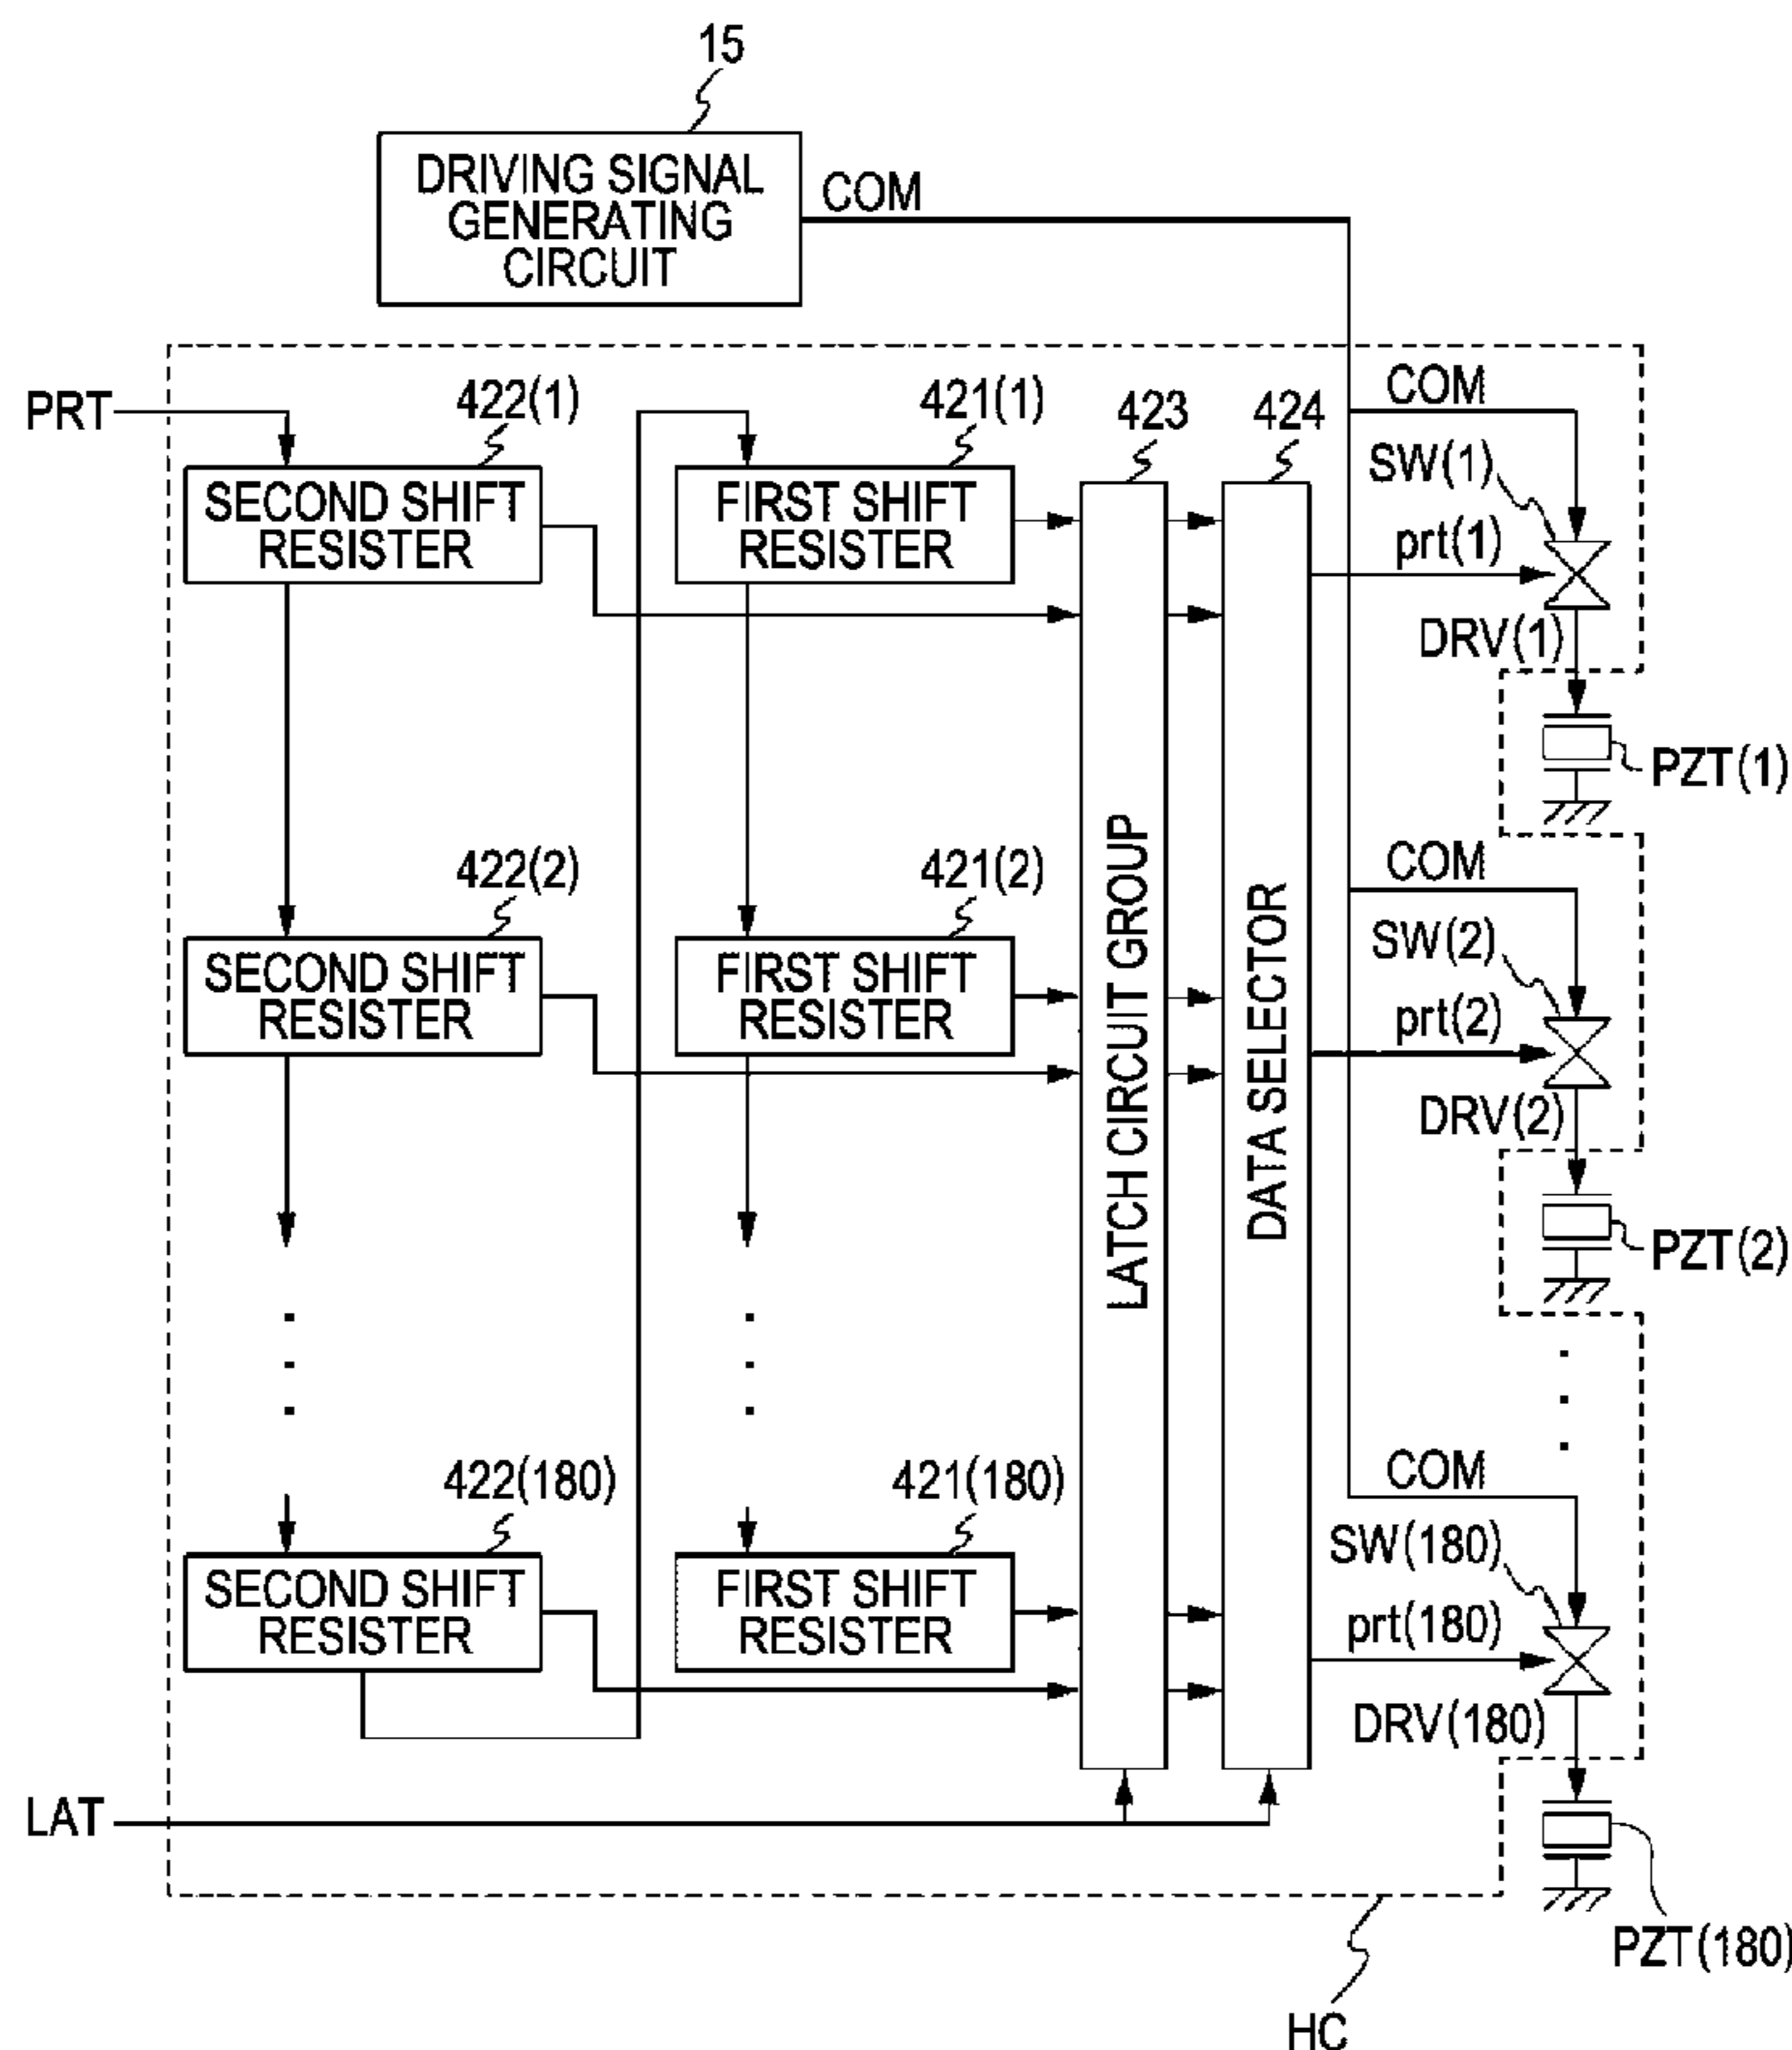 15
DRIVING SIGNAL
GENERATING
CIRCUIT
COM
PRT
422(1)
421(1)
423
424
COM
SECOND SHIFT
RESISTER
FIRST SHIFT
RESISTER
SW(1)
prt(1)
DRV(1)
PZT(1)
422(2)
421(2)
COM
SECOND SHIFT
RESISTER
FIRST SHIFT
RESISTER
LATCH CIRCUIT GROUP
DATA SELECTOR
SW(2)
prt(2)
DRV(2)
PZT(2)
422(180)
421(180)
COM
SECOND SHIFT
RESISTER
FIRST SHIFT
RESISTER
SW(180)
prt(180)
DRV(180)
LAT
PZT(180)
HC